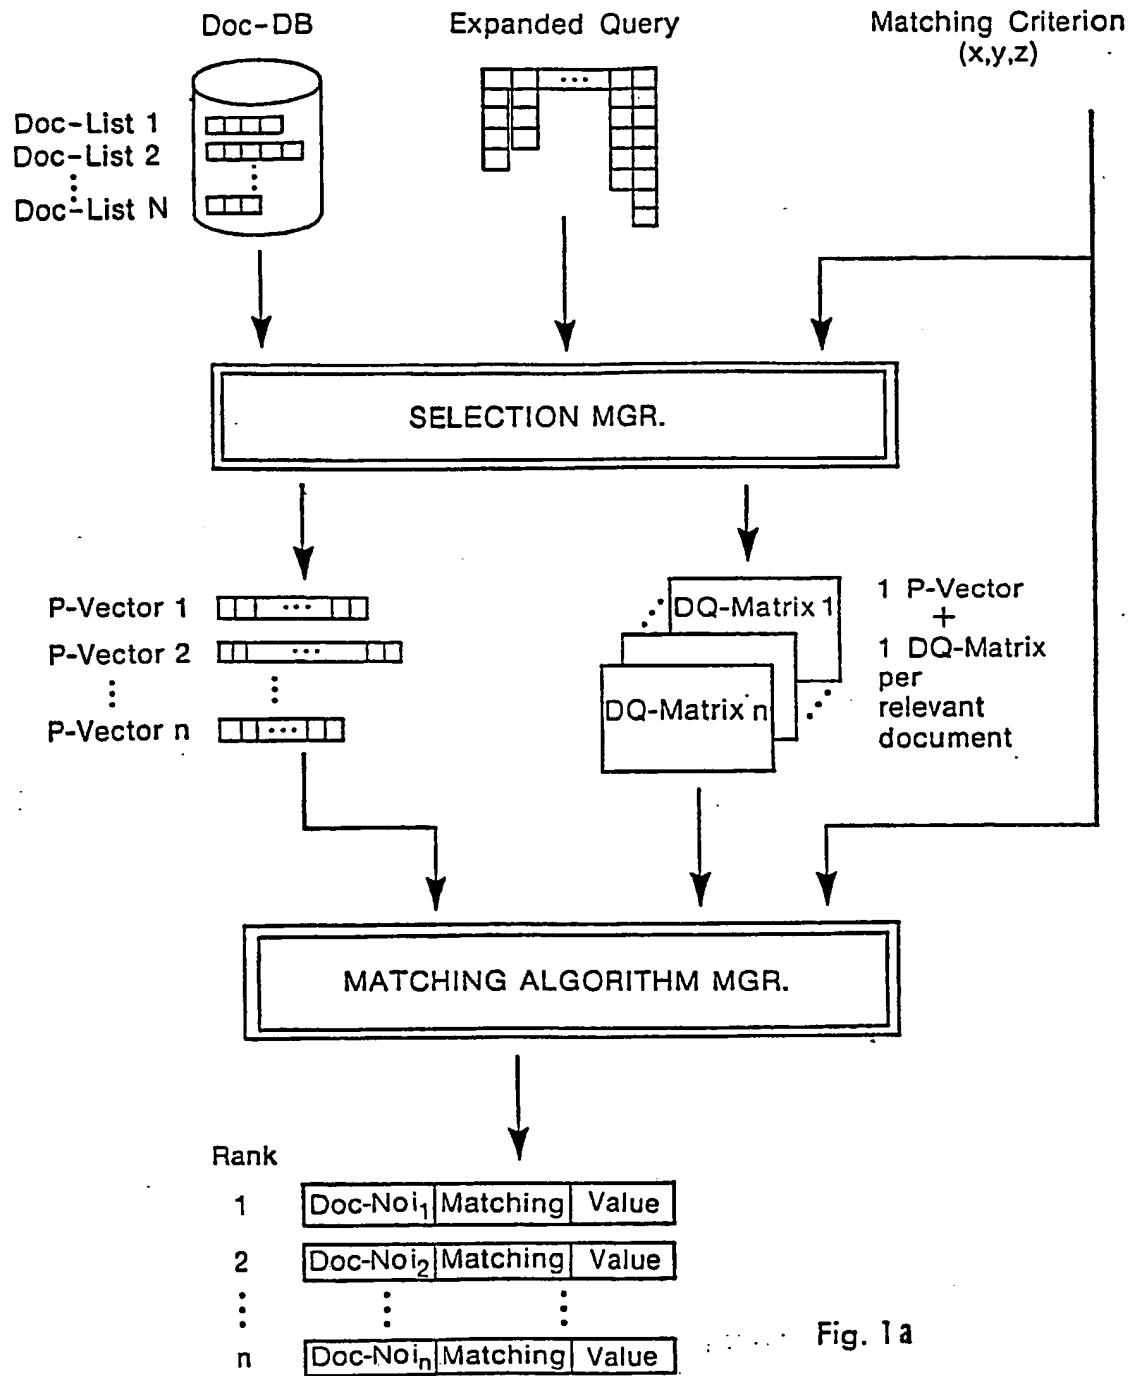 Doc-DB
Expanded Query
Matching Criterion
(x,y,z)
Doc-List 1
Doc-List 2
Doc-List N
SELECTION MGR.
P-Vector 1
P-Vector 2
P-Vector n
DQ-Matrix 1
DQ-Matrix n
1 P-Vector
+
1 DQ-Matrix
per
relevant
document
MATCHING ALGORITHM MGR.
Rank
1 Doc-Noi₁ Matching Value
2 Doc-Noi₂ Matching Value
n Doc-Noiₙ Matching Value
Fig. 1a